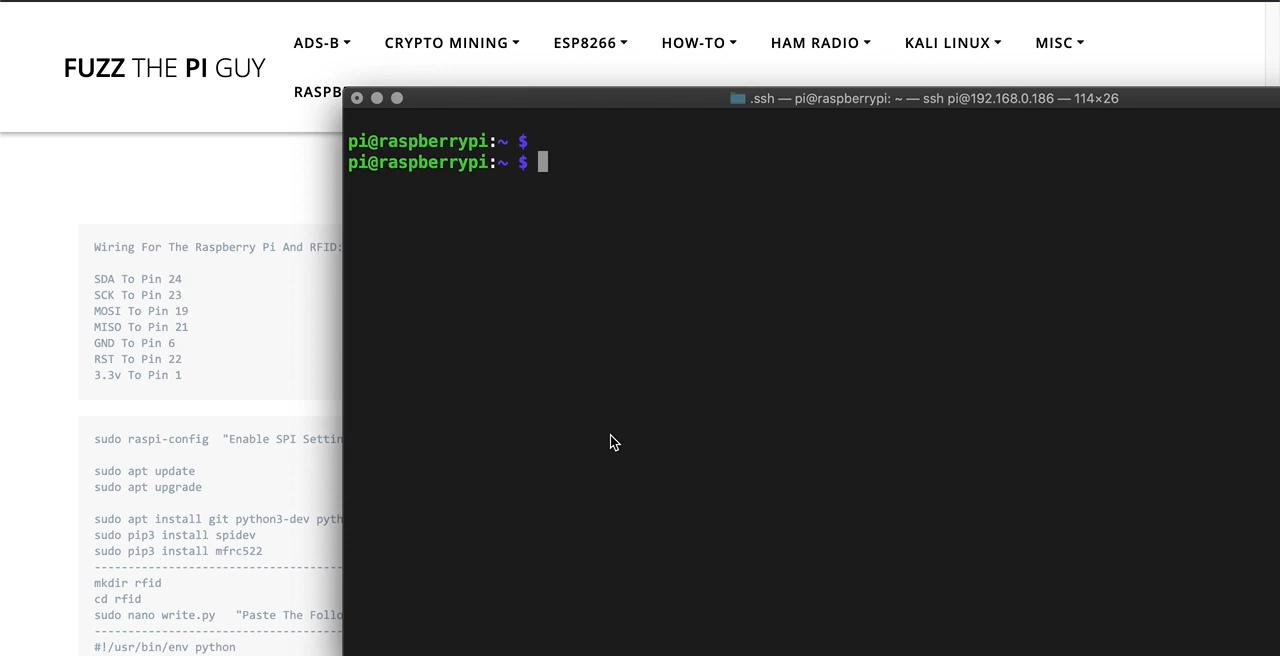 FUZZ THE PI GUY
ADS-B CRYPTO MINING ESP8266 HOW-TO HAM RADIO KALI LINUX MISC
RASPB
.ssh — pi@raspberrypi: ~ — ssh pi@192.168.0.186 — 114×26
pi@raspberrypi:~ $
pi@raspberrypi:~ $
Wiring For The Raspberry Pi And RFID:
SDA To Pin 24
SCK To Pin 23
MOSI To Pin 19
MISO To Pin 21
GND To Pin 6
RST To Pin 22
3.3v To Pin 1
sudo raspi-config "Enable SPI Settin
sudo apt update
sudo apt upgrade
sudo apt install git python3-dev pyth
sudo pip3 install spidev
sudo pip3 install mfrc522
-------------------------------------
mkdir rfid
cd rfid
sudo nano write.py "Paste The Follo
-------------------------------------
#!/usr/bin/env python